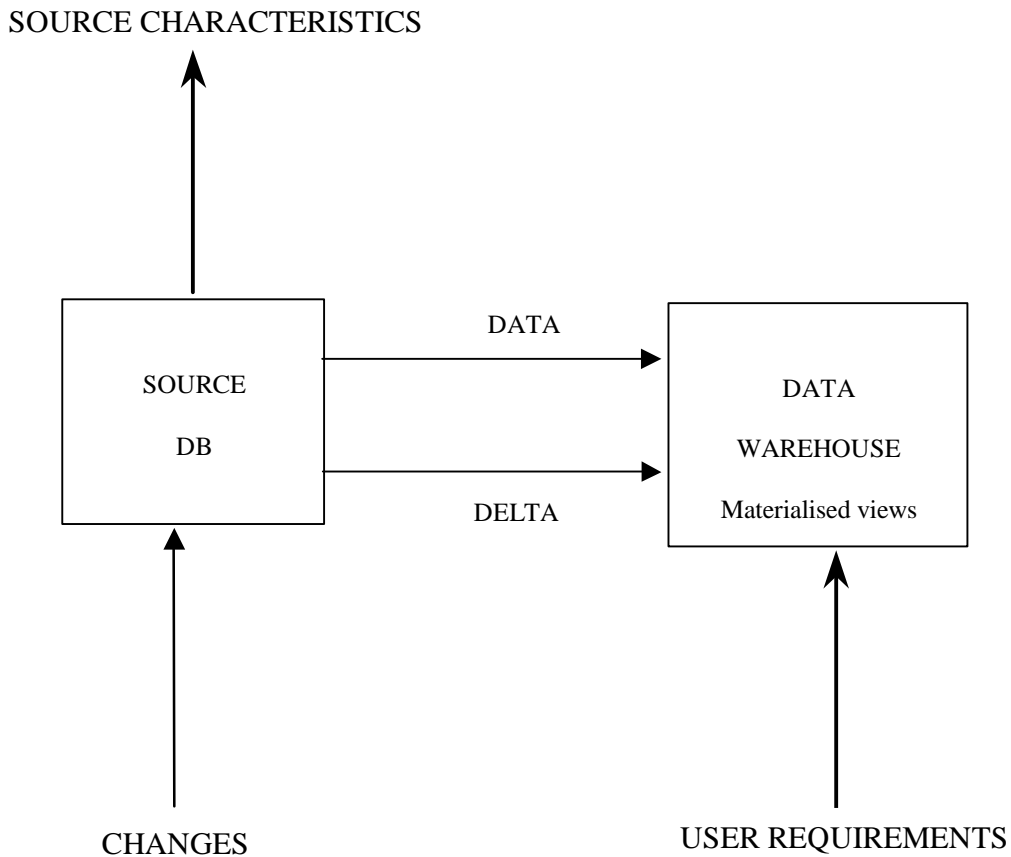 SOURCE CHARACTERISTICS
DATA
SOURCE
DB
DELTA
DATA
WAREHOUSE
Materialised views
CHANGES
USER REQUIREMENTS